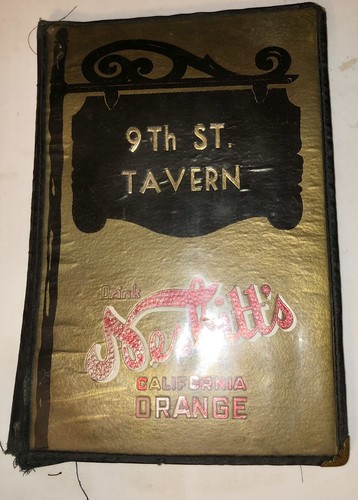 9Th ST.
TAVERN
Drink
Nesbitt's
CALIFORNIA
ORANGE